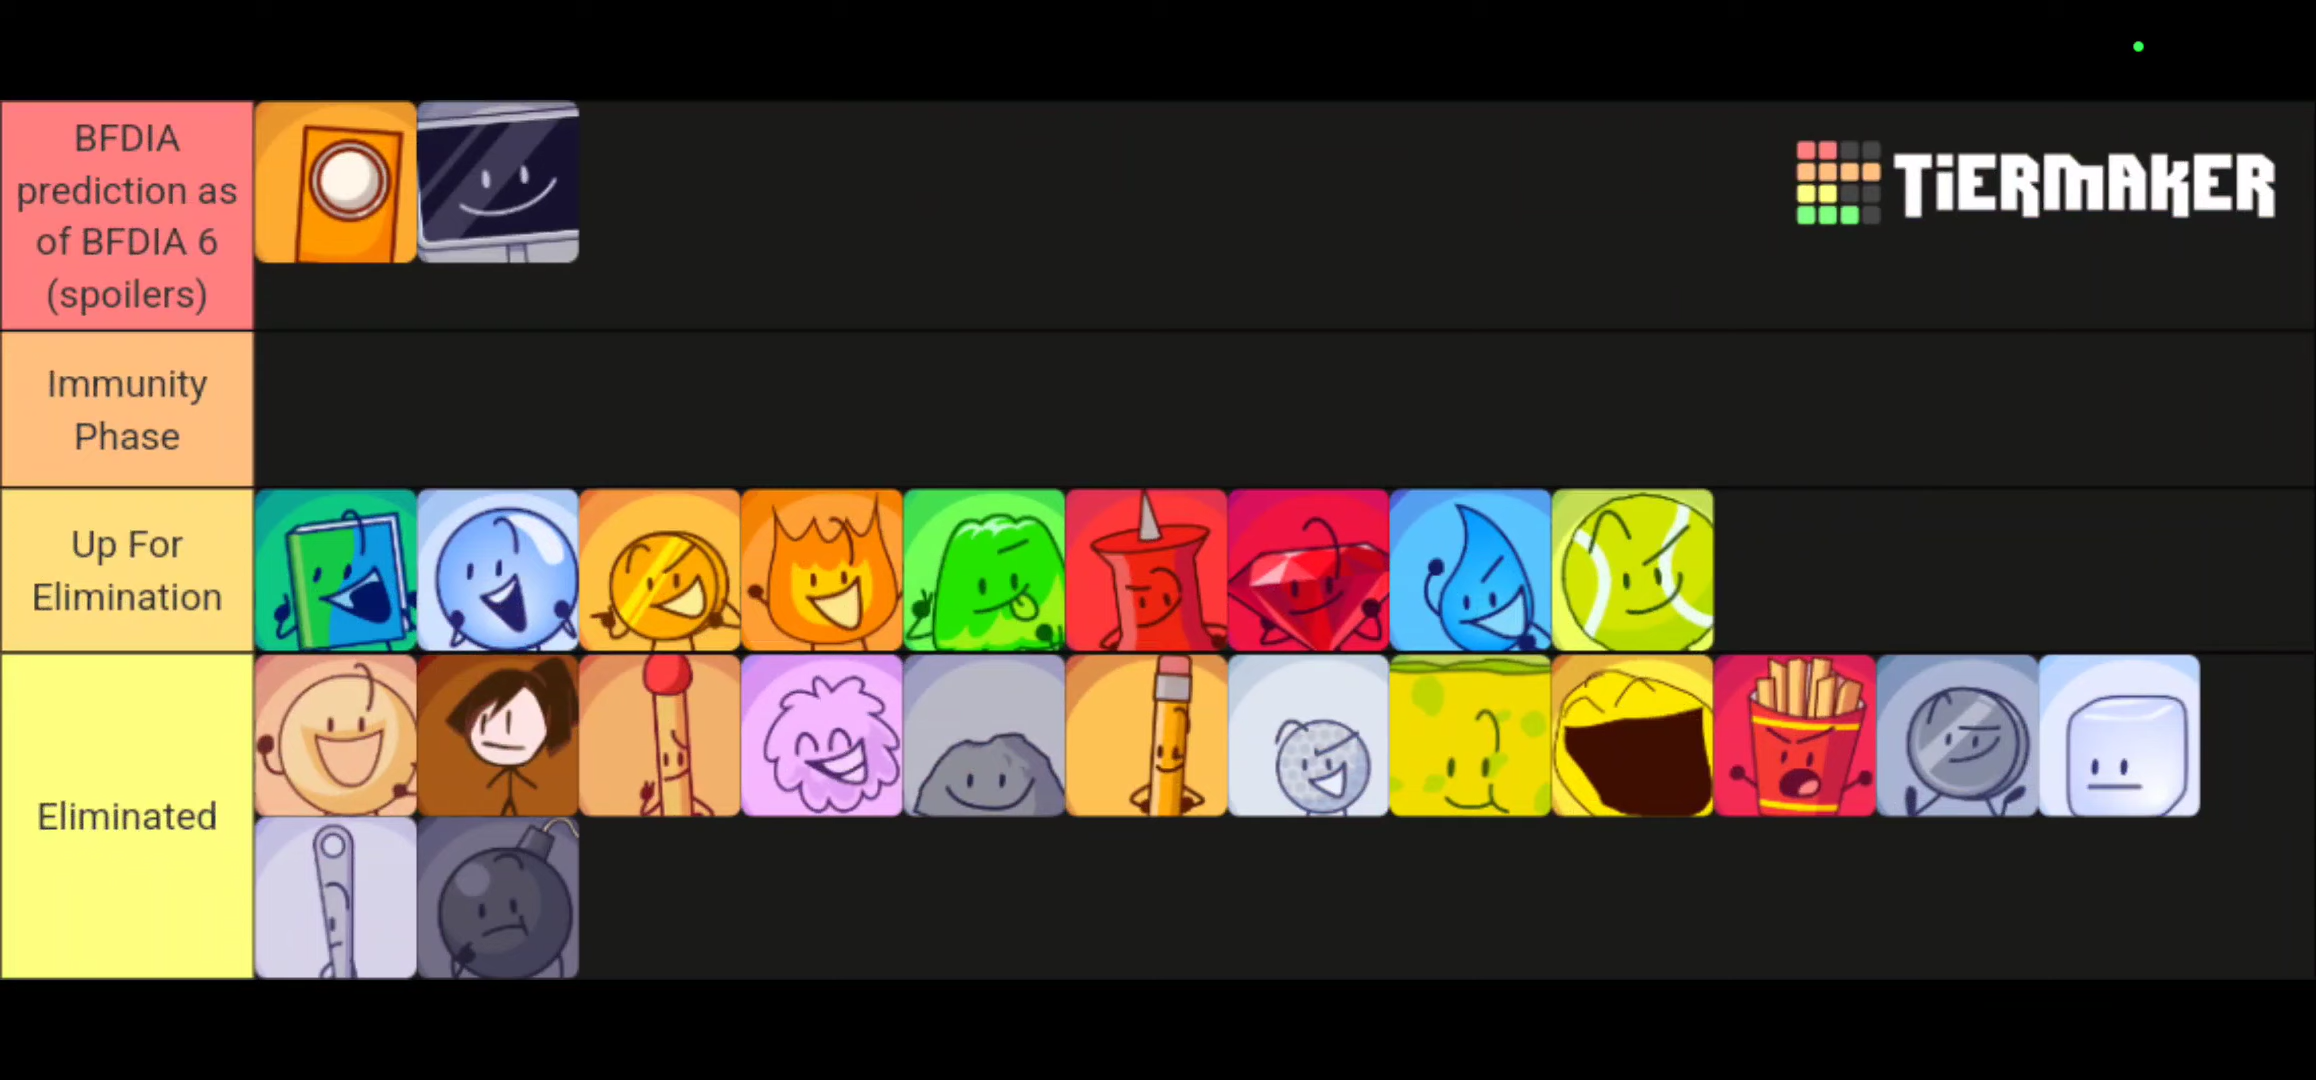 BFDIA
prediction as
of BFDIA 6
(spoilers)
TiERMAKER
Immunity
Phase
Up For
Elimination
Eliminated